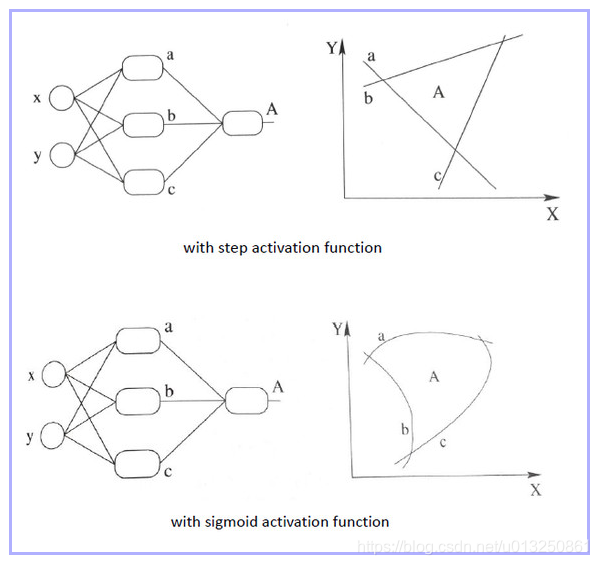 a
x
b
A
y
c
Y
a
b
A
c
X
with step activation function
a
x
b
A
y
c
Y
a
A
b
c
X
with sigmoid activation function
https://blog.csdn.net/u013250861